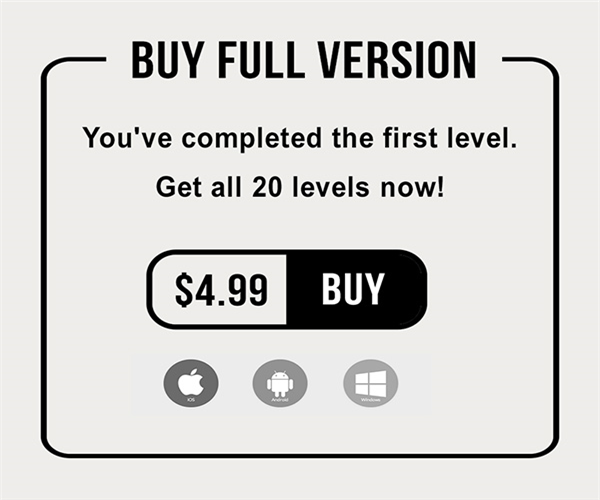 BUY FULL VERSION
You've completed the first level.
Get all 20 levels now!
$4.99 BUY
iOS Android Windows